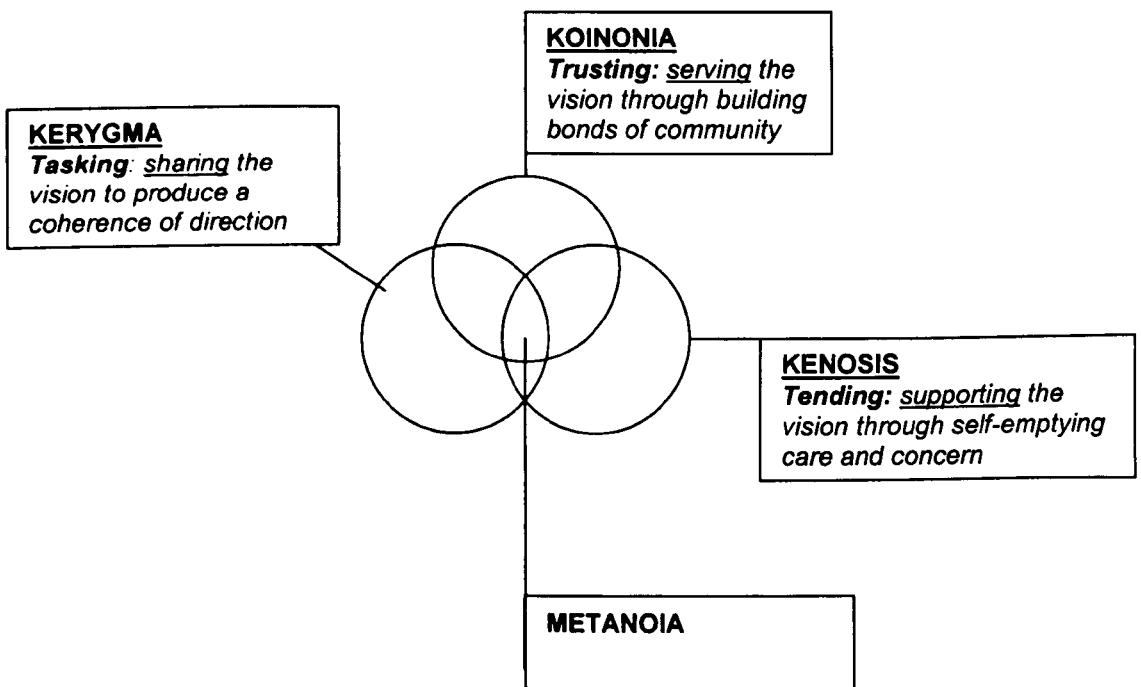 KOINONIA
Trusting: serving the
vision through building
bonds of community
KERYGMA
Tasking: sharing the
vision to produce a
coherence of direction
KENOSIS
Tending: supporting the
vision through self-emptying
care and concern
METANOIA